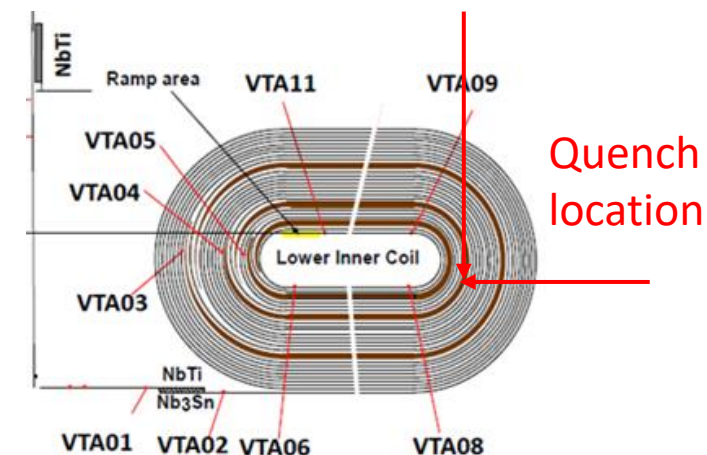 NbTi
Ramp area
VTA11
VTA09
VTA05
VTA04
Quench
location
Lower Inner Coil
VTA03
NbTi
Nb3Sn
VTA01
VTA02
VTA06
VTA08